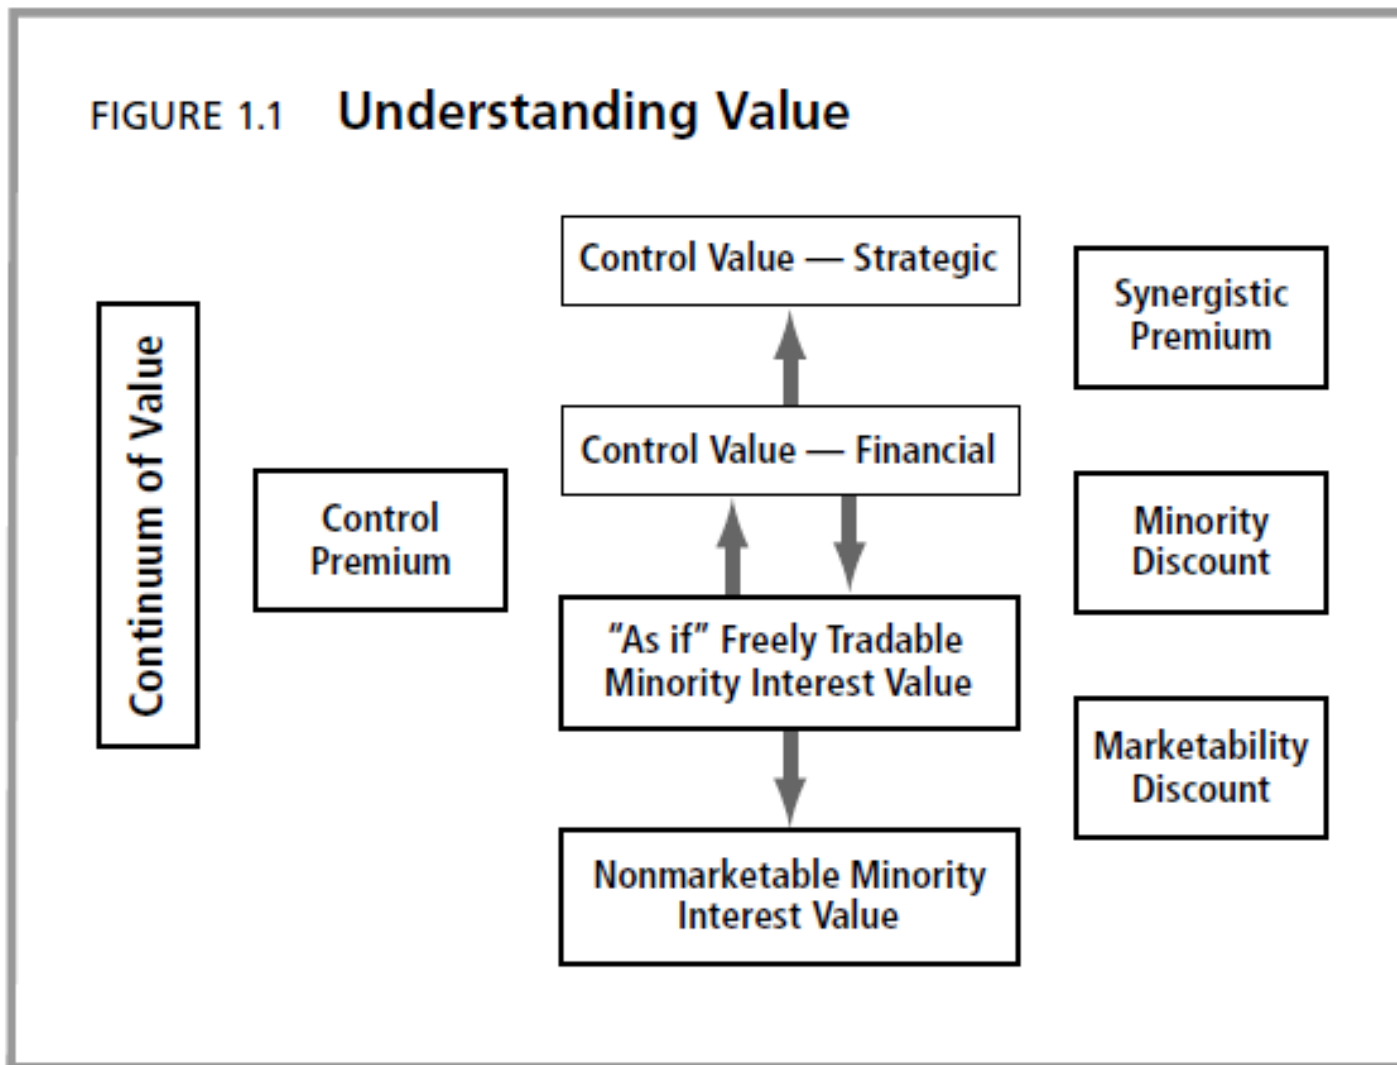 FIGURE 1.1 Understanding Value
Control Value — Strategic
Synergistic
Premium
Continuum of Value
Control Value — Financial
Control
Premium
Minority
Discount
"As if" Freely Tradable
Minority Interest Value
Marketability
Discount
Nonmarketable Minority
Interest Value